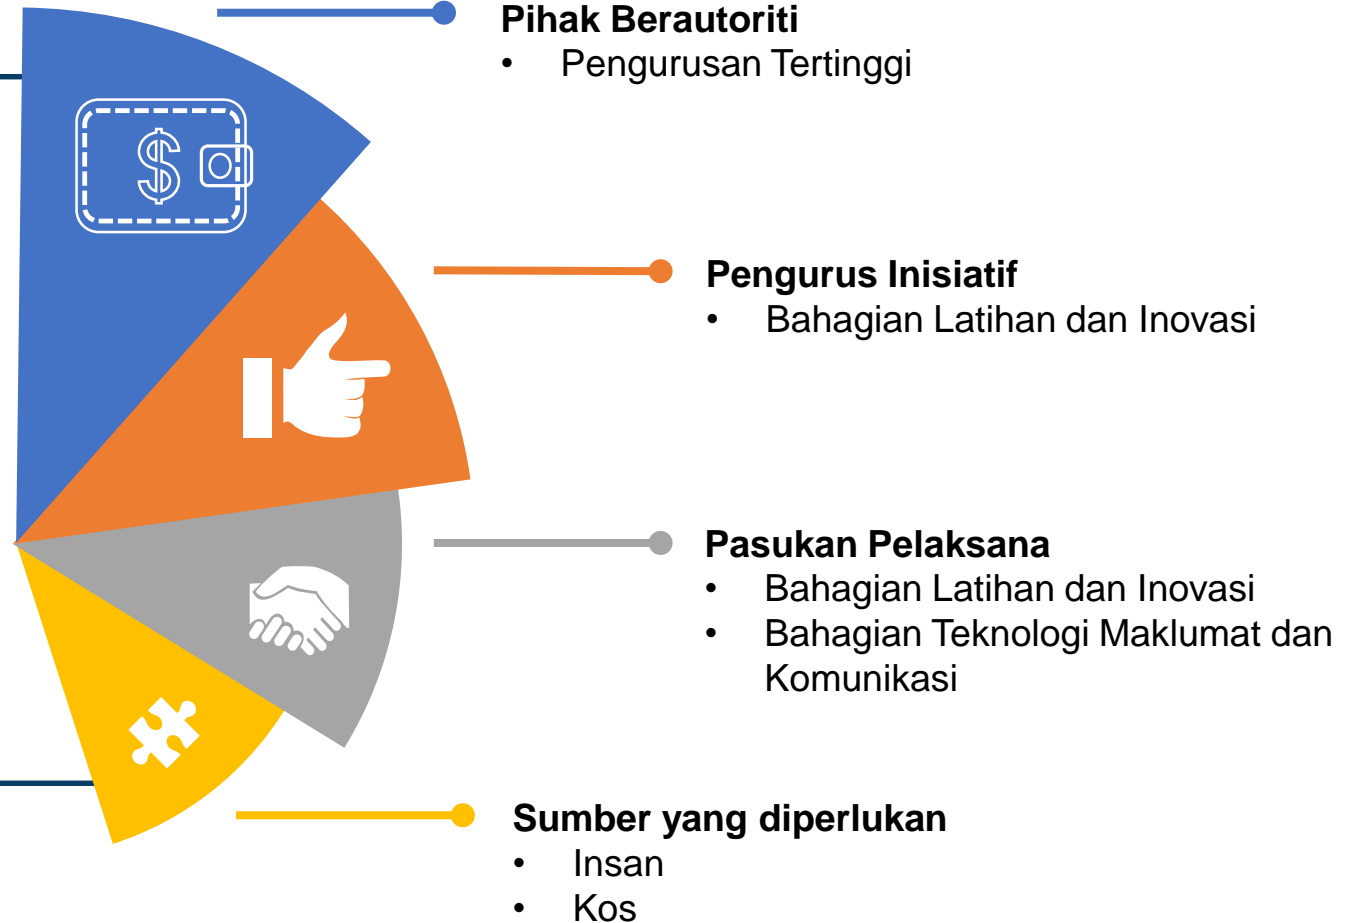 Pihak Berautoriti
• Pengurusan Tertinggi
Pengurus Inisiatif
• Bahagian Latihan dan Inovasi
Pasukan Pelaksana
• Bahagian Latihan dan Inovasi
• Bahagian Teknologi Maklumat dan
Komunikasi
Sumber yang diperlukan
• Insan
• Kos